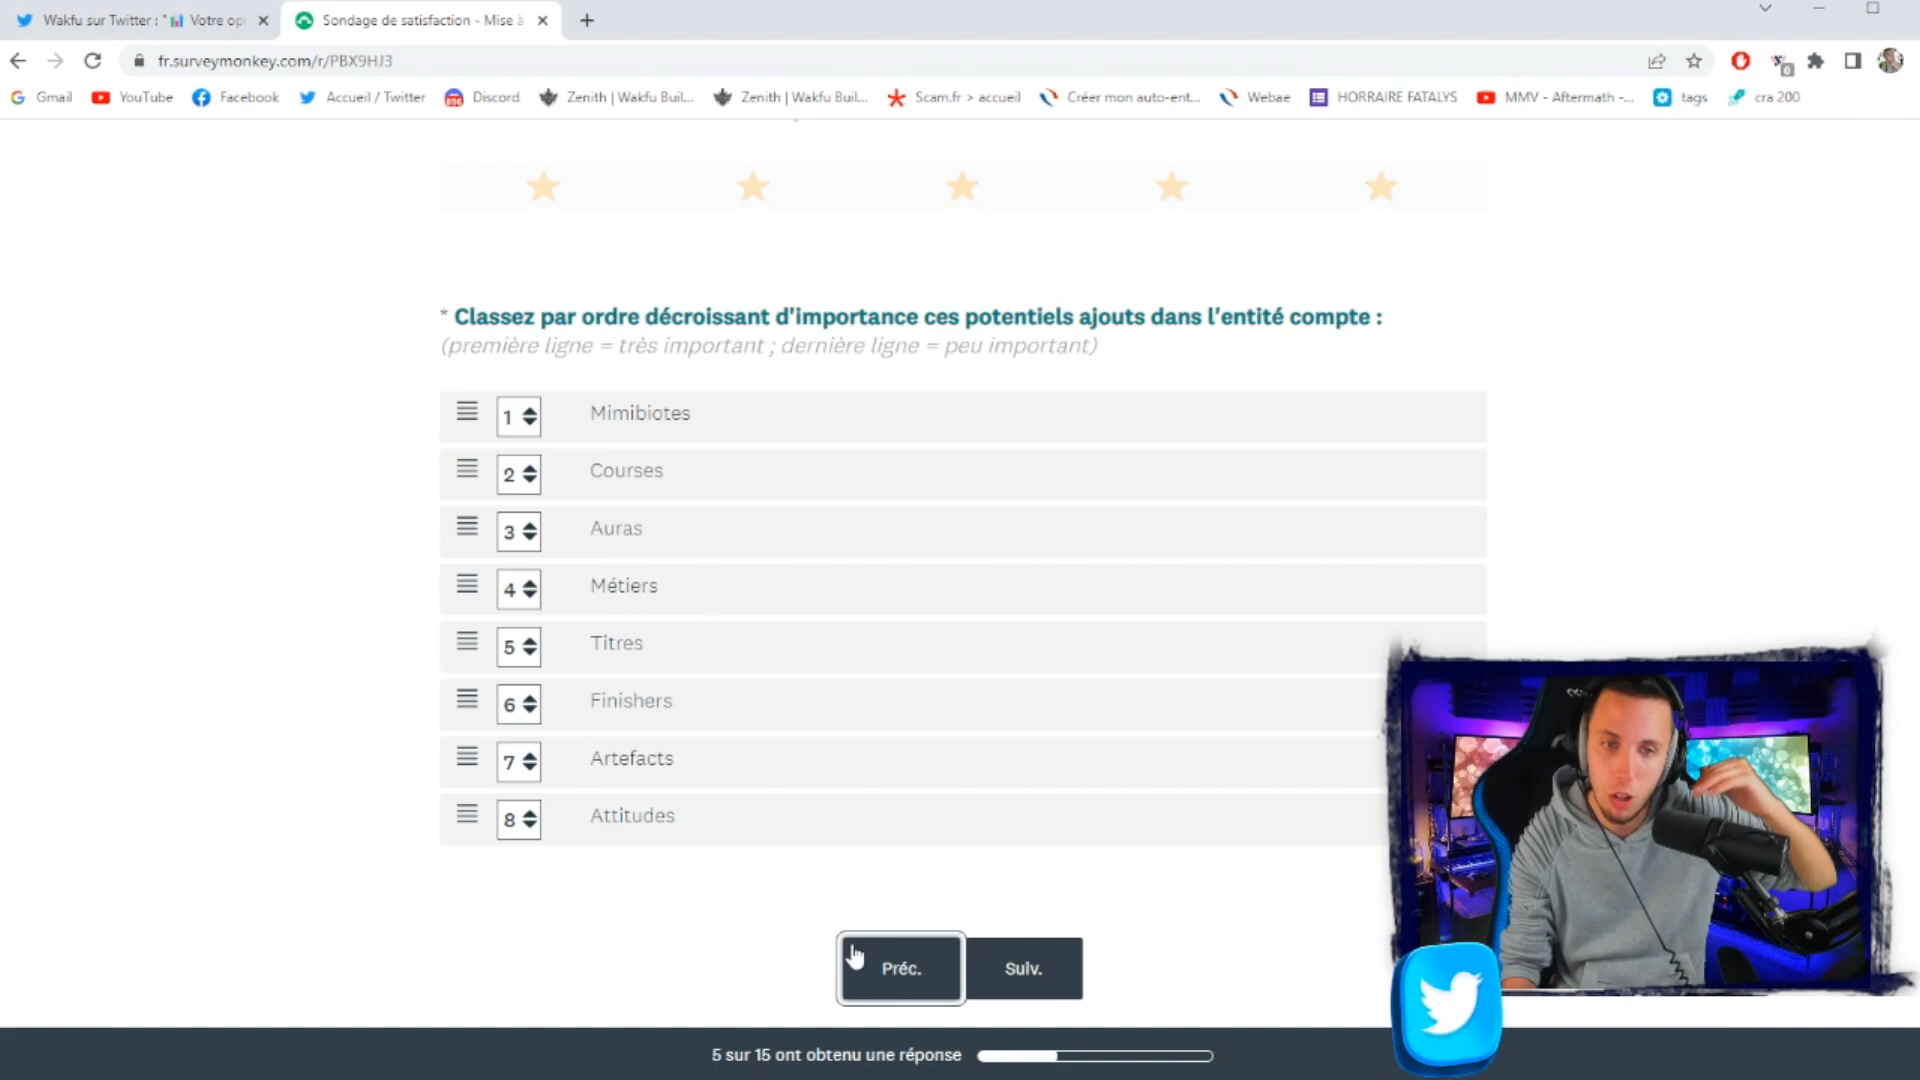 Wakfu sur Twitter : "📊 Votre opi
Sondage de satisfaction - Mise à
fr.surveymonkey.com/r/PBX9HJ3
Gmail
YouTube
Facebook
Accueil / Twitter
Discord
Zenith | Wakfu Buil...
Zenith | Wakfu Buil...
Scam.fr > accueil
Créer mon auto-ent...
Webae
HORRAIRE FATALYS
MMV - Aftermath -...
tags
cra 200
* Classez par ordre décroissant d'importance ces potentiels ajouts dans l'entité compte :
(première ligne = très important ; dernière ligne = peu important)
1 Mimibiotes
2 Courses
3 Auras
4 Métiers
5 Titres
6 Finishers
7 Artefacts
8 Attitudes
Préc.
Suiv.
5 sur 15 ont obtenu une réponse